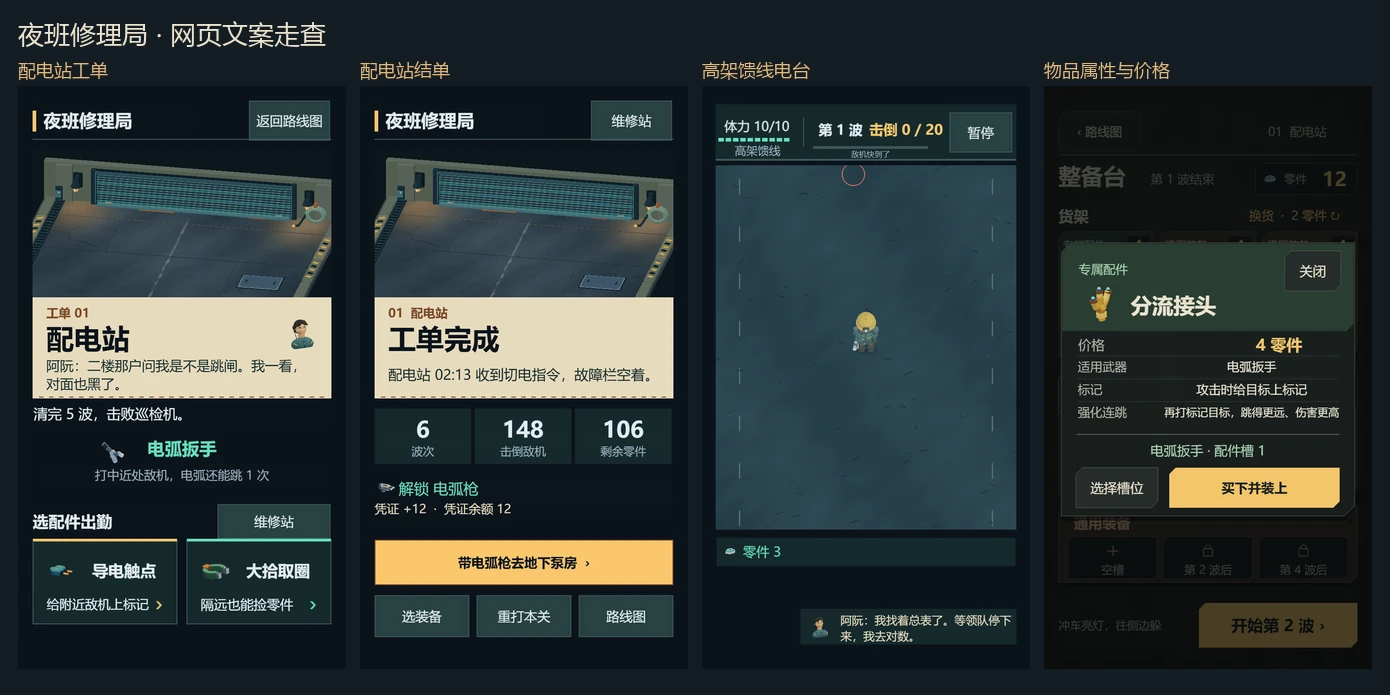 夜班修理局 · 网页文案走查
配电站工单
夜班修理局
返回路线图
工单 01
配电站
阿阮：二楼那户问我是不是跳闸。我一看，
对面也黑了。
清完 5 波，击败巡检机。
电弧扳手
打中近处敌机，电弧还能跳 1 次
选配件出勤
维修站
导电触点
给附近敌机上标记 ›
大拾取圈
隔远也能捡零件 ›
配电站结单
夜班修理局
维修站
01 配电站
工单完成
配电站 02:13 收到切电指令，故障栏空着。
6
波次
148
击倒敌机
106
剩余零件
解锁 电弧枪
凭证 +12 · 凭证余额 12
带电弧枪去地下泵房 ›
选装备
重打本关
路线图
高架馈线电台
体力 10/10
高架馈线
第 1 波 击倒 0 / 20
敌机快到了
暂停
零件 3
阿阮：我找着总表了。等领队停下
来，我去对数。
物品属性与价格
‹ 路线图
01 配电站
整备台
第 1 波结束
零件 12
货架
换货 · 2 零件 ↻
专属配件
关闭
分流接头
价格
4 零件
适用武器
电弧扳手
标记
攻击时给目标上标记
强化连跳
再打标记目标，跳得更远、伤害更高
电弧扳手 · 配件槽 1
选择槽位
买下并装上
通用装备
空槽
第 2 波后
第 4 波后
冲车亮灯，往侧边躲
开始第 2 波 ›